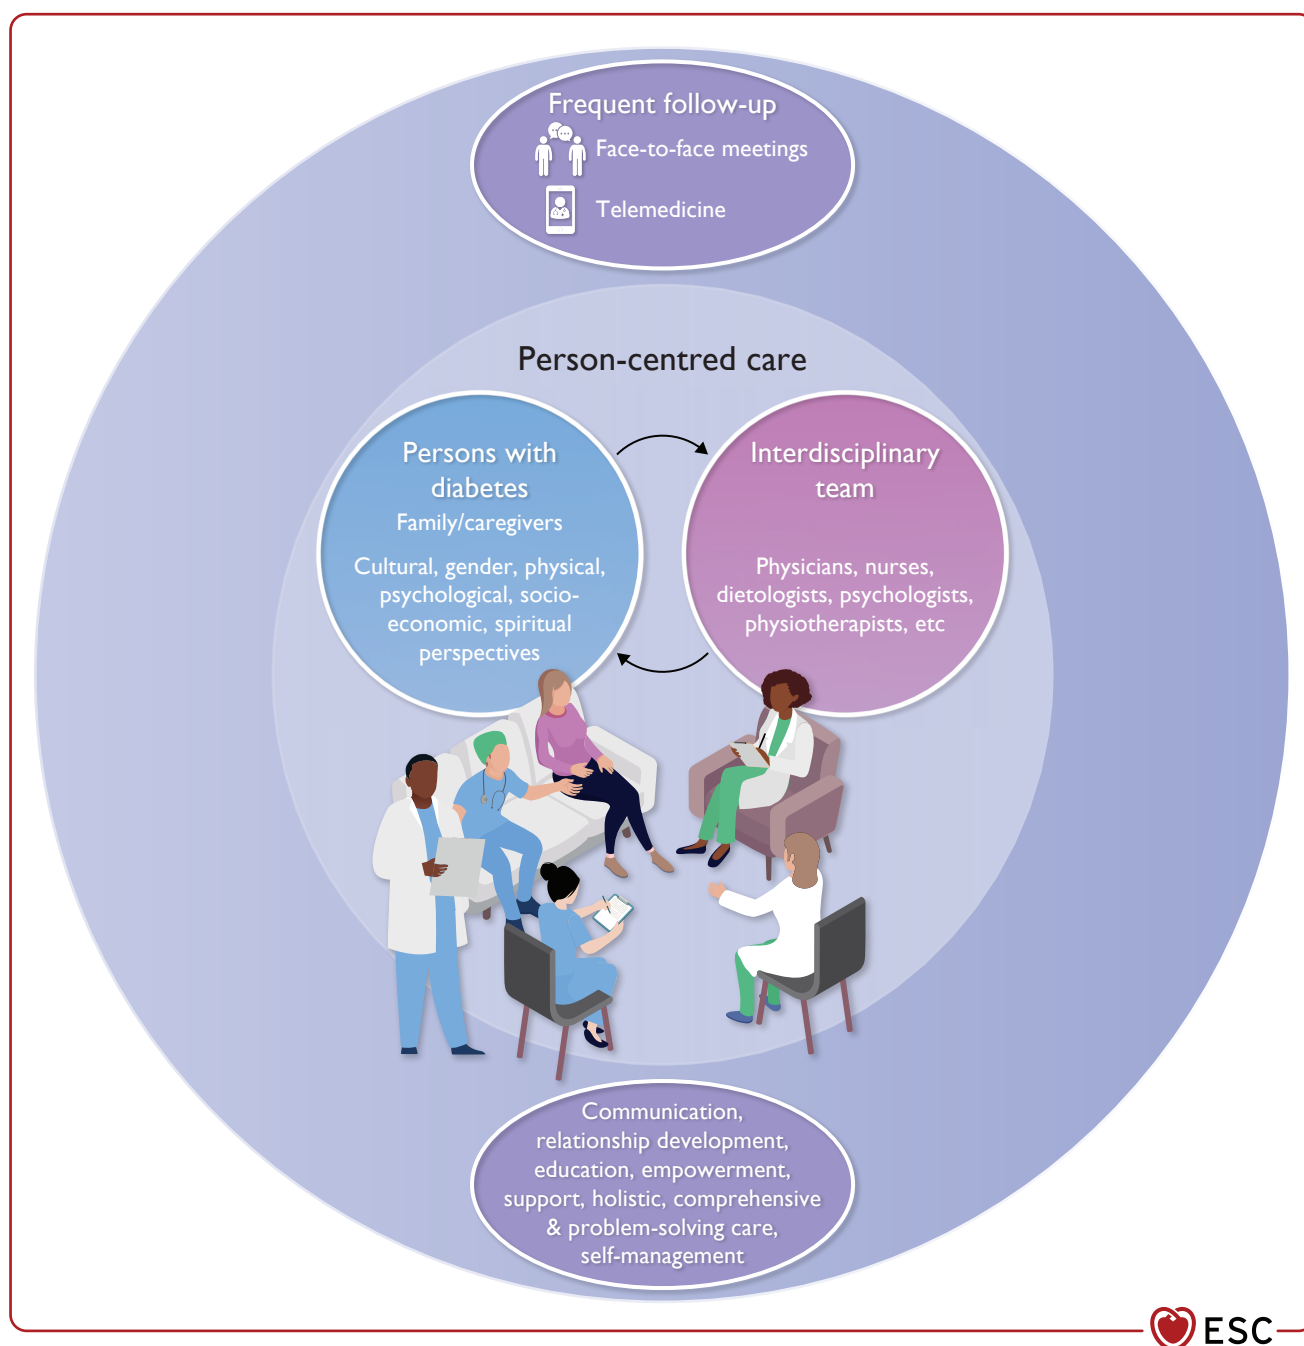 Frequent follow-up
Face-to-face meetings
Telemedicine
Person-centred care
Persons with
diabetes
Family/caregivers
Cultural, gender, physical,
psychological, socio-
economic, spiritual
perspectives
Interdisciplinary
team
Physicians, nurses,
dietologists, psychologists,
physiotherapists, etc
Communication,
relationship development,
education, empowerment,
support, holistic, comprehensive
& problem-solving care,
self-management
ESC